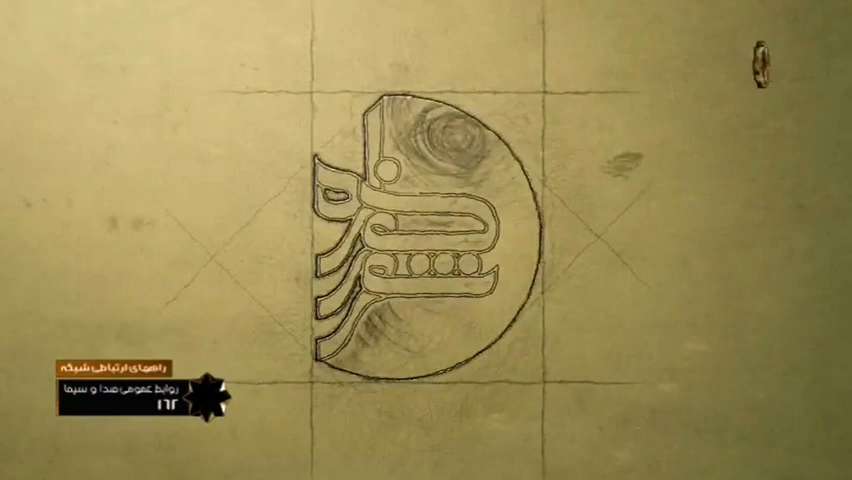 راههای ارتباطی شبکه
روابط عمومی صدا و سیما
۱۶۲